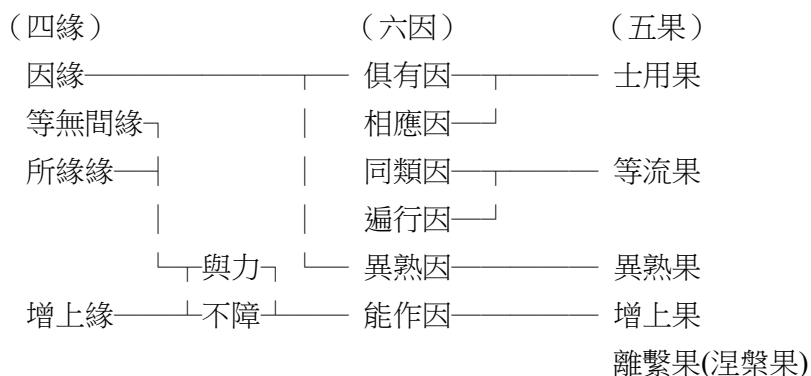 （四緣） （六因） （五果）
因緣 俱有因 士用果
等無間緣 相應因
所緣緣 同類因 等流果
遍行因
與力 異熟因 異熟果
增上緣 不障 能作因 增上果
離繫果(涅槃果)